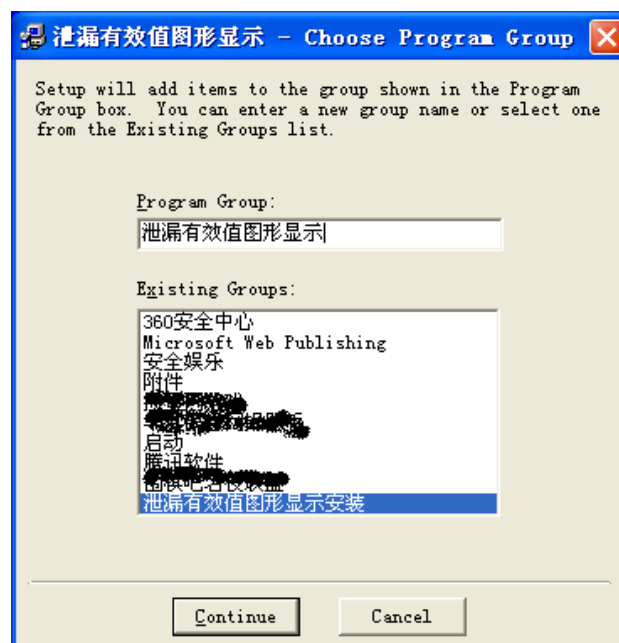 泄漏有效值图形显示 - Choose Program Group
Setup will add items to the group shown in the Program
Group box. You can enter a new group name or select one
from the Existing Groups list.
Program Group:
泄漏有效值图形显示
Existing Groups:
360安全中心
Microsoft Web Publishing
安全娱乐
附件
启动
腾讯软件
泄漏有效值图形显示安装
Continue
Cancel